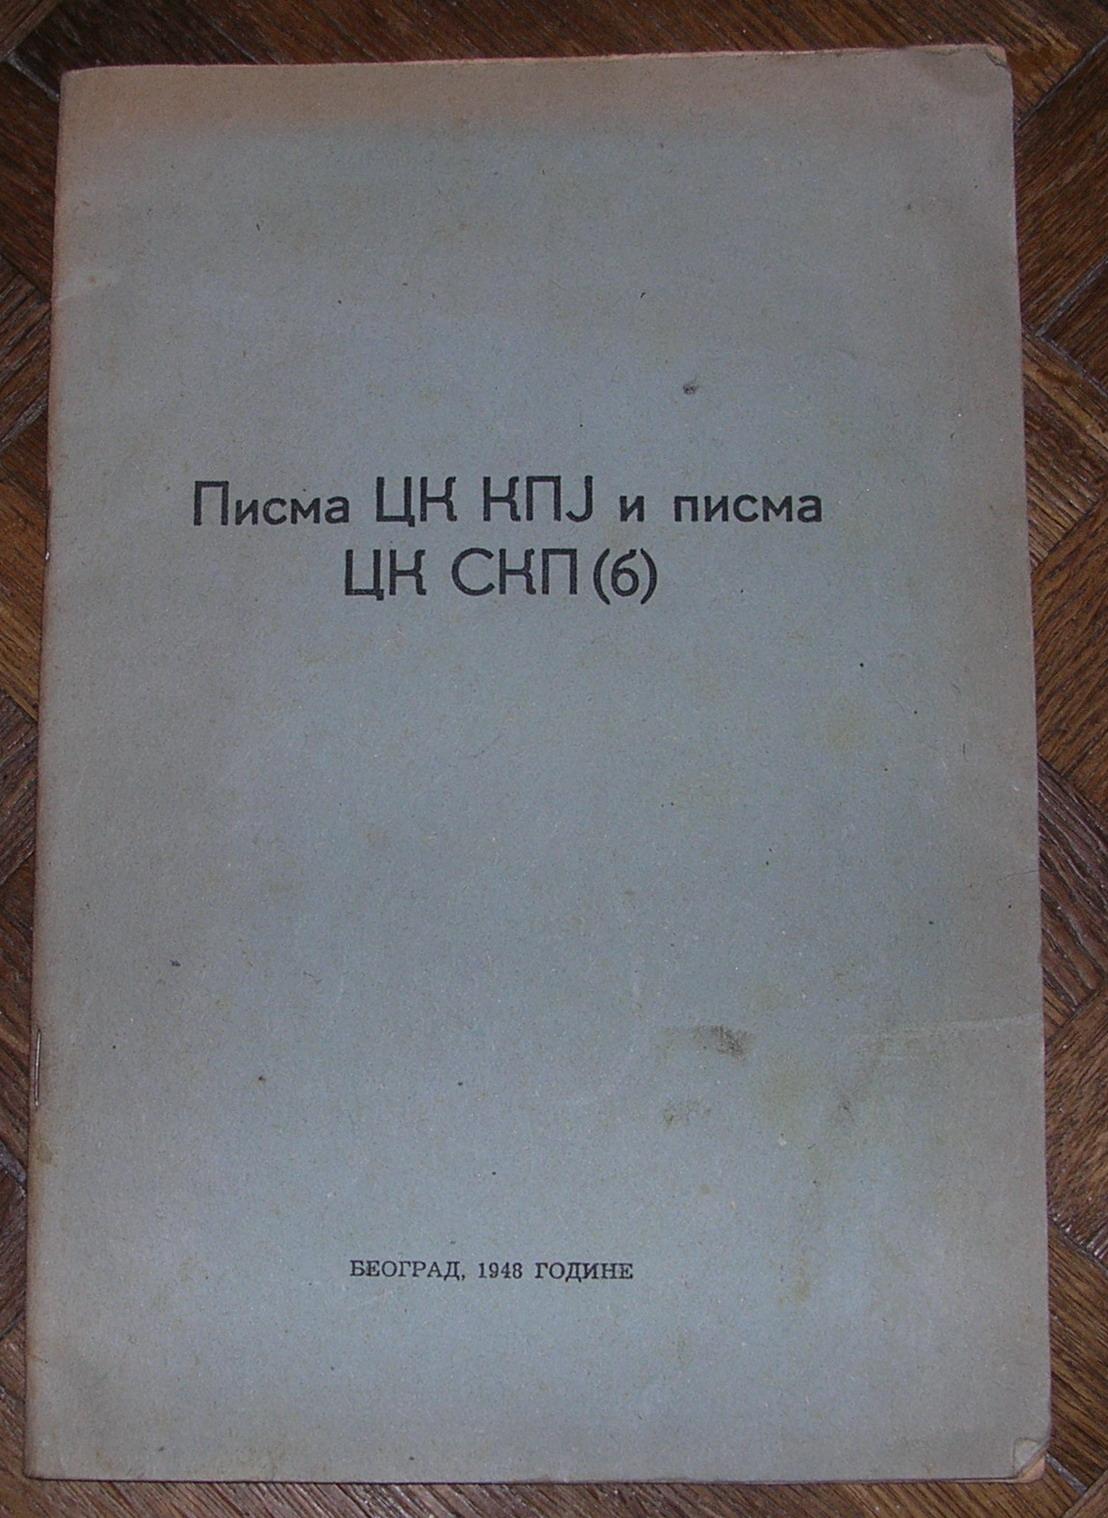 Писма ЦК КПЈ и писма
ЦК СКП (б)
БЕОГРАД, 1948 ГОДИНЕ